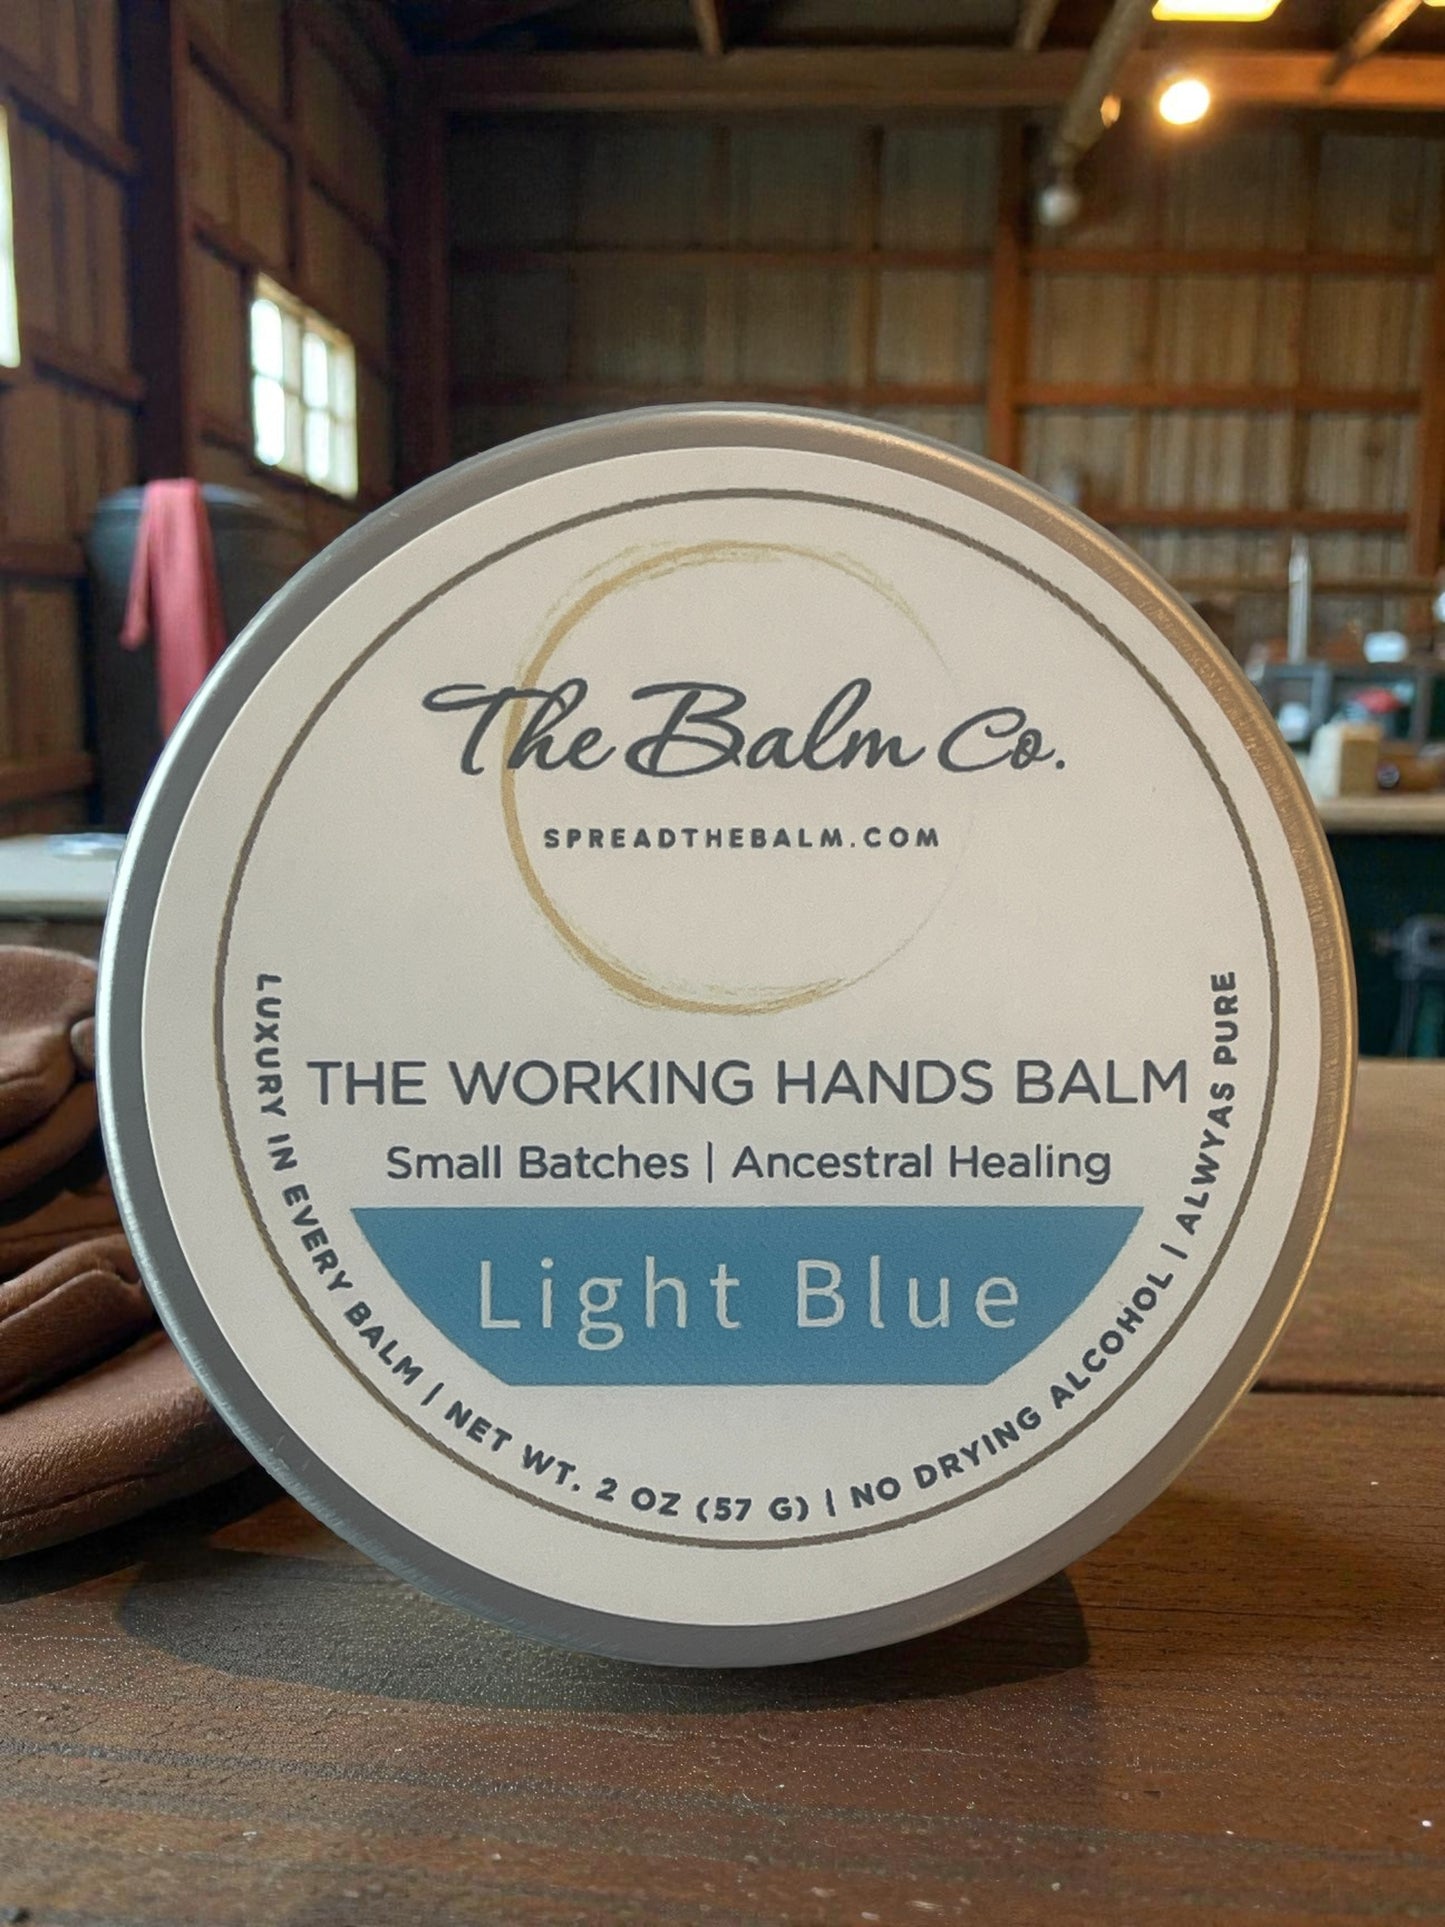 The Balm Co.
SPREADTHEBALM.COM
THE WORKING HANDS BALM
Small Batches | Ancestral Healing
Light Blue
LUXURY IN EVERY BALM | NET WT. 2 OZ (57 G) | NO DRYING ALCOHOL | ALWYAS PURE